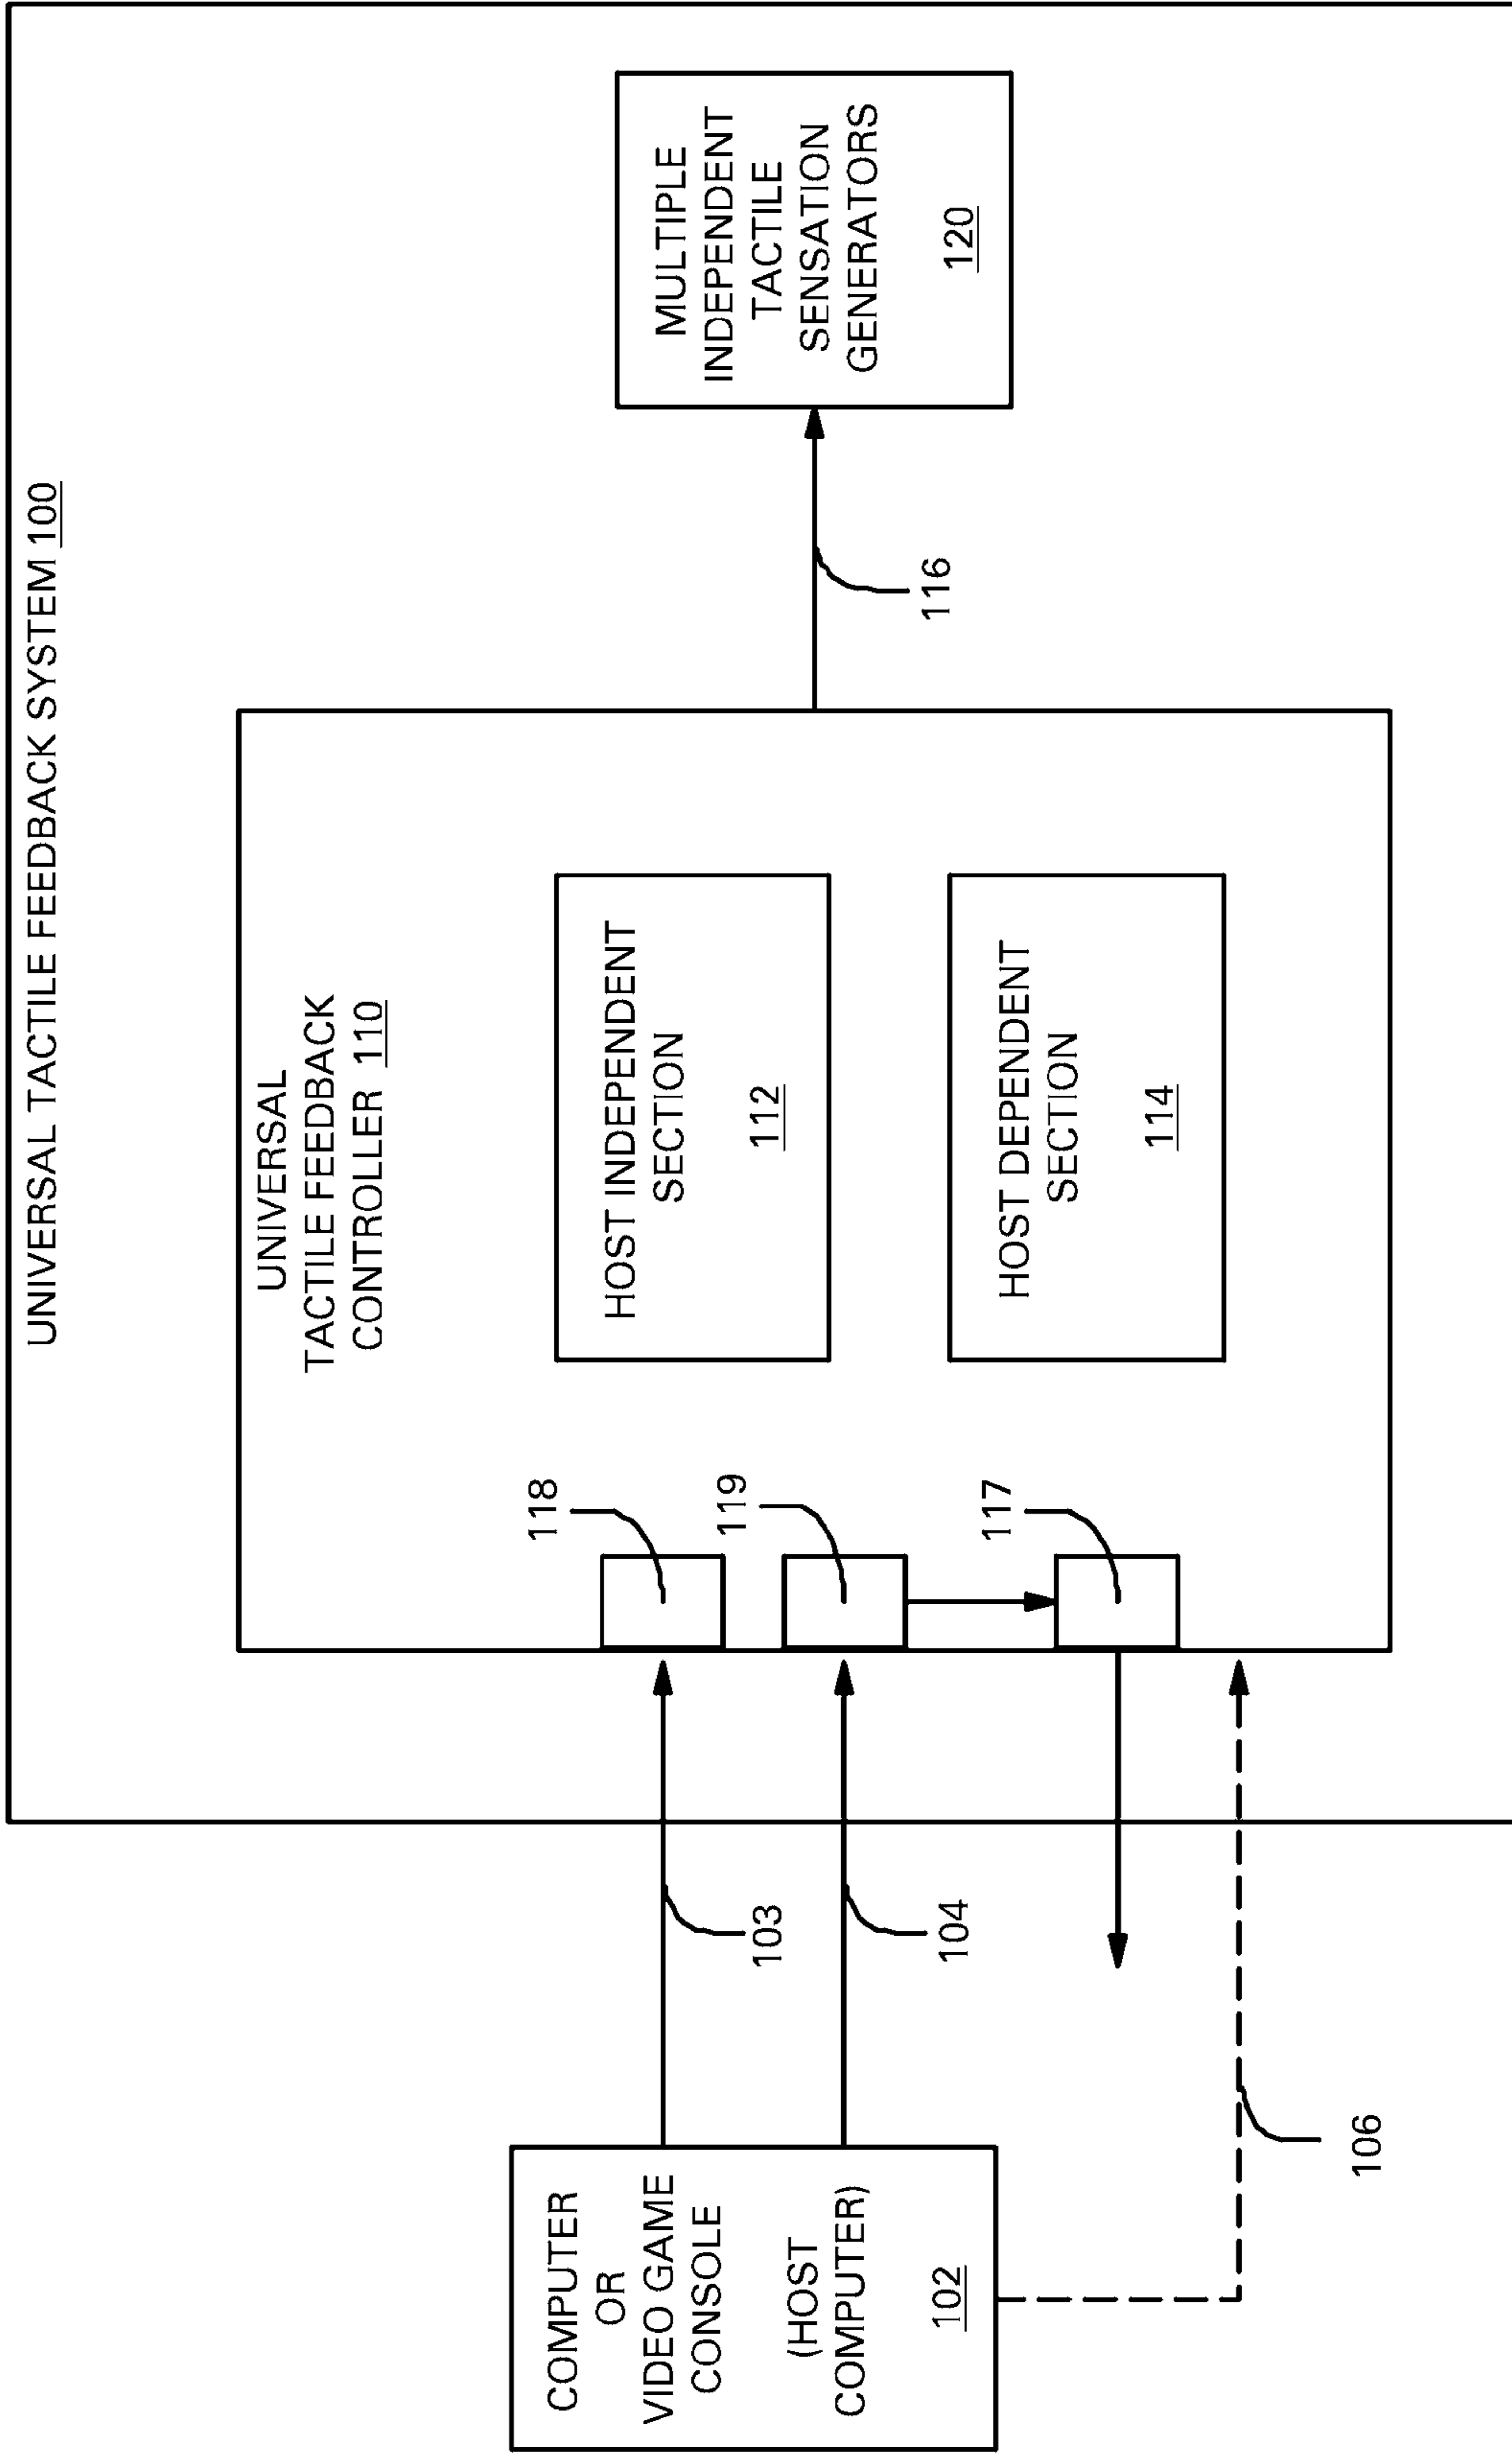 UNIVERSAL TACTILE FEEDBACK SYSTEM 100
COMPUTER
OR
VIDEO GAME
CONSOLE
(HOST
COMPUTER)
102
103
104
106
UNIVERSAL
TACTILE FEEDBACK
CONTROLLER 110
118
119
117
HOST INDEPENDENT
SECTION
112
HOST DEPENDENT
SECTION
114
116
MULTIPLE
INDEPENDENT
TACTILE
SENSATION
GENERATORS
120